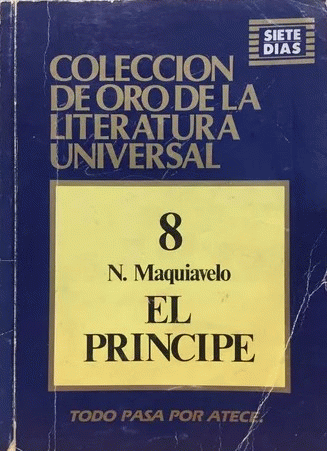 SIETE
DIAS
COLECCION
DE ORO DE LA
LITERATURA
UNIVERSAL
8
N. Maquiavelo
EL
PRINCIPE
TODO PASA POR ATECE.